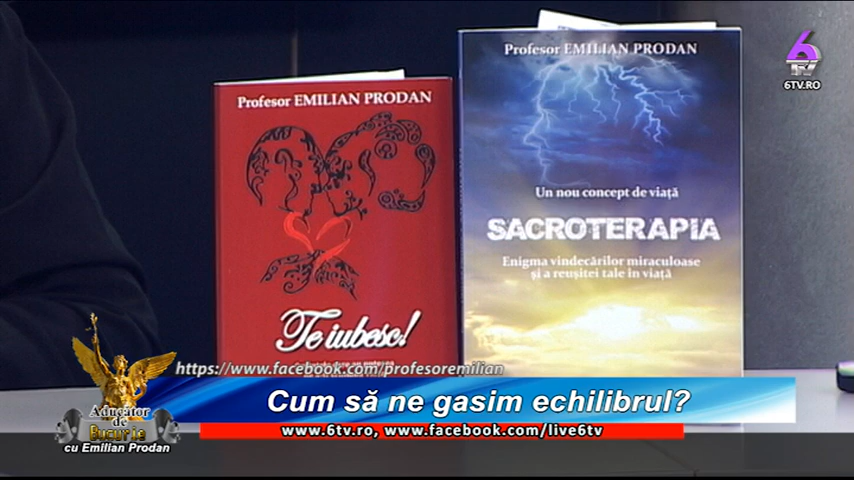 6TV.RO
Profesor EMILIAN PRODAN
Te iubesc!
Profesor EMILIAN PRODAN
Un nou concept de viață
SACROTERAPIA
Enigma vindecărilor miraculoase
și a reușitei tale în viață
https://www.facebook.com/profesoremilian
Cum să ne gasim echilibrul?
www.6tv.ro, www.facebook.com/live6tv
Aducător
de
Bucurie
cu Emilian Prodan